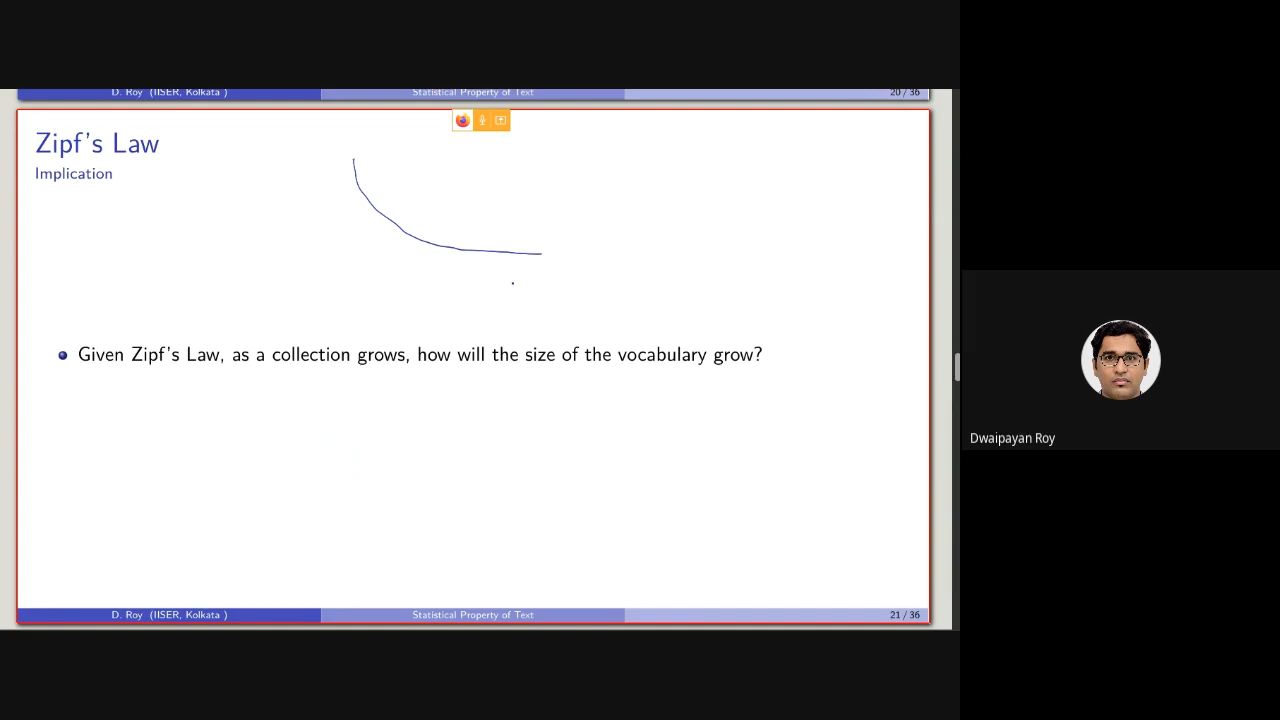 D. Roy (IISER, Kolkata ) Statistical Property of Text 20 / 36
Zipf's Law
Implication
Given Zipf's Law, as a collection grows, how will the size of the vocabulary grow?
Dwaipayan Roy
D. Roy (IISER, Kolkata ) Statistical Property of Text 21 / 36